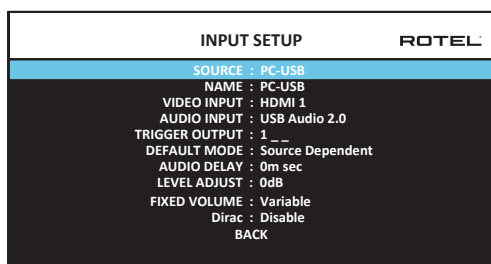 INPUT SETUP
ROTEL
SOURCE : PC-USB
NAME : PC-USB
VIDEO INPUT : HDMI 1
AUDIO INPUT : USB Audio 2.0
TRIGGER OUTPUT : 1 _ _
DEFAULT MODE : Source Dependent
AUDIO DELAY : 0m sec
LEVEL ADJUST : 0dB
FIXED VOLUME : Variable
Dirac : Disable
BACK